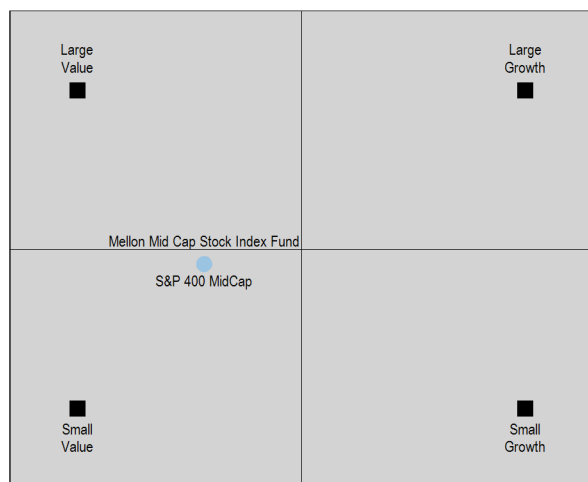 Large
Value
Large
Growth
Mellon Mid Cap Stock Index Fund
S&P 400 MidCap
Small
Value
Small
Growth